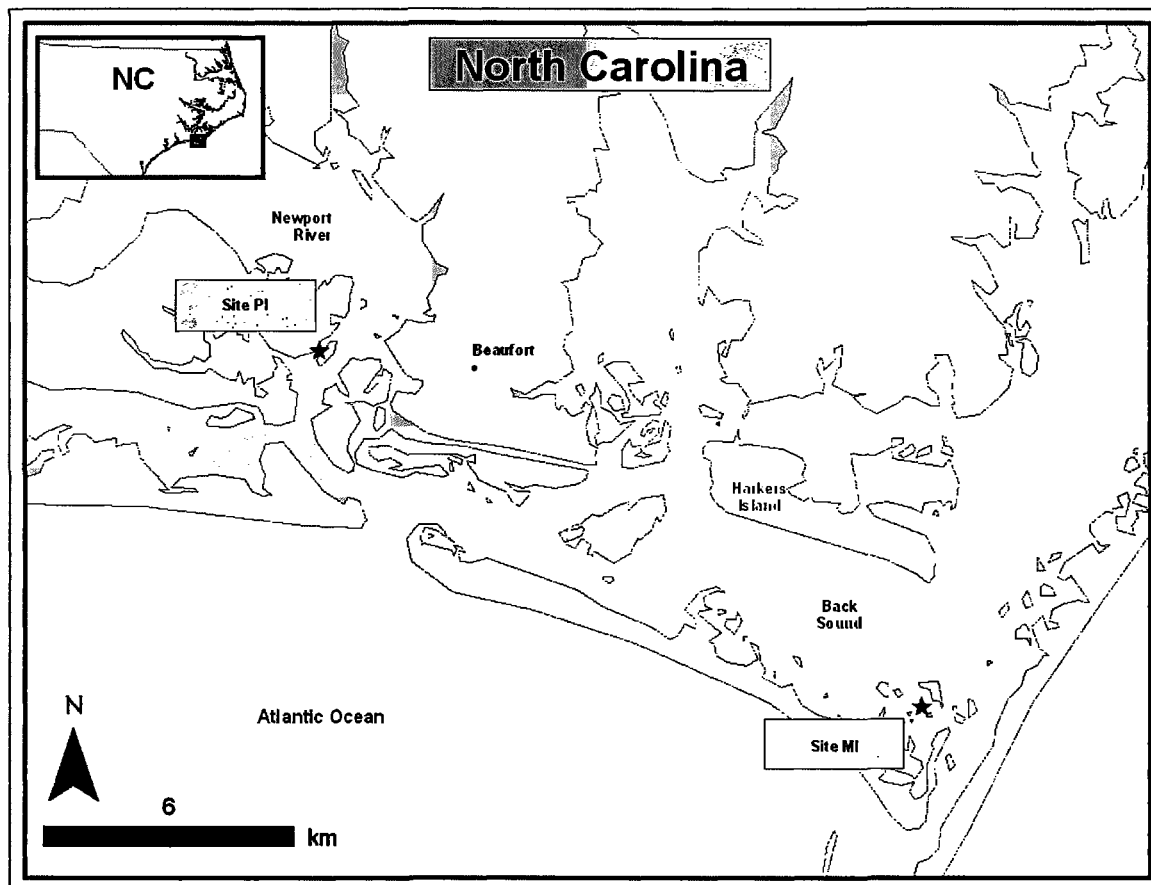 North Carolina
NC
Newport
River
Site PI
Beaufort
Harkers
Island
Back
Sound
Site MI
Atlantic Ocean
N
6
km